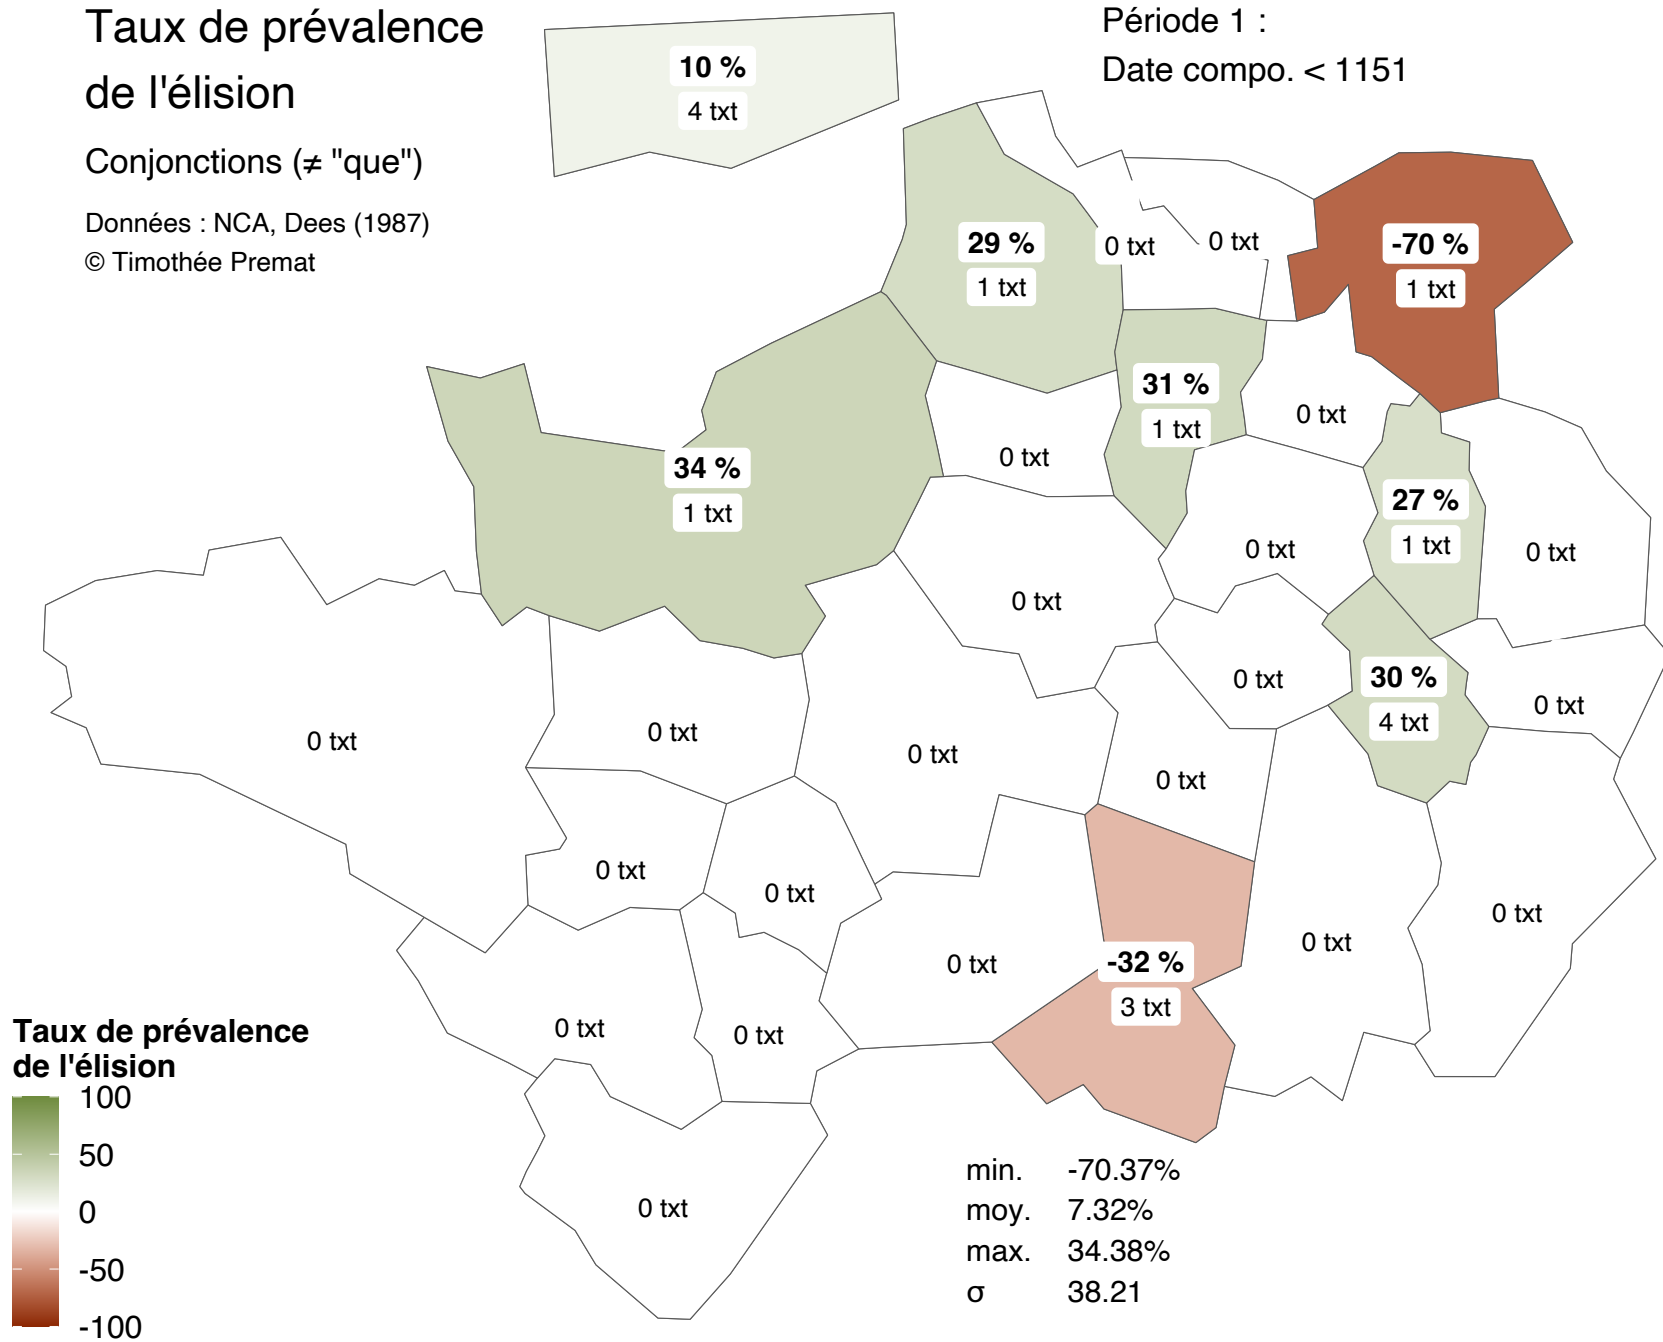 Taux de prévalence
de l'élision
Conjonctions (≠ "que")
Données : NCA, Dees (1987)
© Timothée Premat
Période 1 :
Date compo. < 1151
10 %
4 txt
29 %
1 txt
0 txt
0 txt
-70 %
1 txt
31 %
1 txt
0 txt
0 txt
34 %
1 txt
27 %
1 txt
0 txt
0 txt
0 txt
30 %
4 txt
0 txt
0 txt
0 txt
0 txt
0 txt
0 txt
0 txt
0 txt
0 txt
0 txt
0 txt
-32 %
3 txt
0 txt
0 txt
0 txt
0 txt
Taux de prévalence
de l'élision
100
50
0
-50
-100
0 txt
min. -70.37%
moy. 7.32%
max. 34.38%
σ 38.21